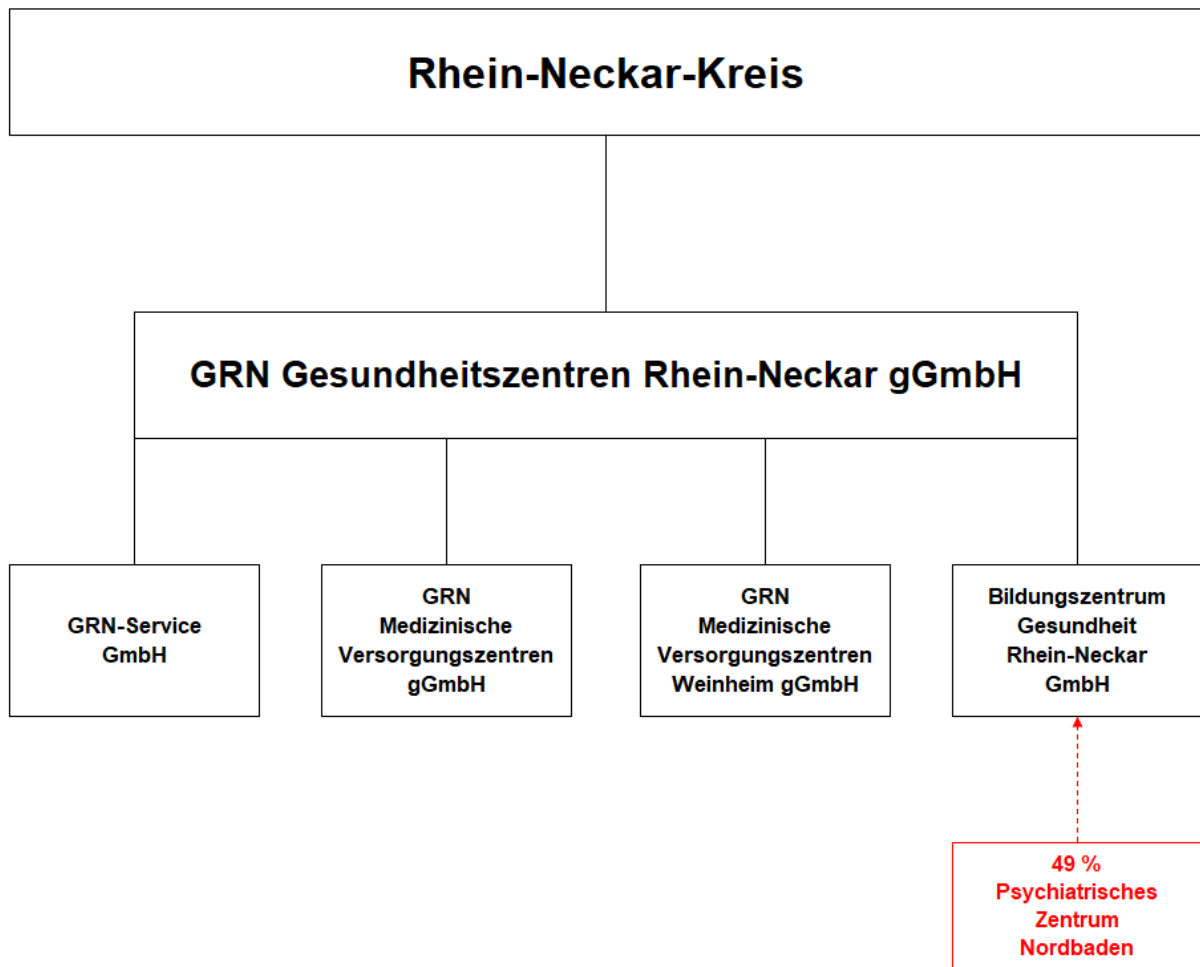 Rhein-Neckar-Kreis
GRN Gesundheitszentren Rhein-Neckar gGmbH
GRN-Service
GmbH
GRN
Medizinische
Versorgungszentren
gGmbH
GRN
Medizinische
Versorgungszentren
Weinheim gGmbH
Bildungszentrum
Gesundheit
Rhein-Neckar
GmbH
49 %
Psychiatrisches
Zentrum
Nordbaden